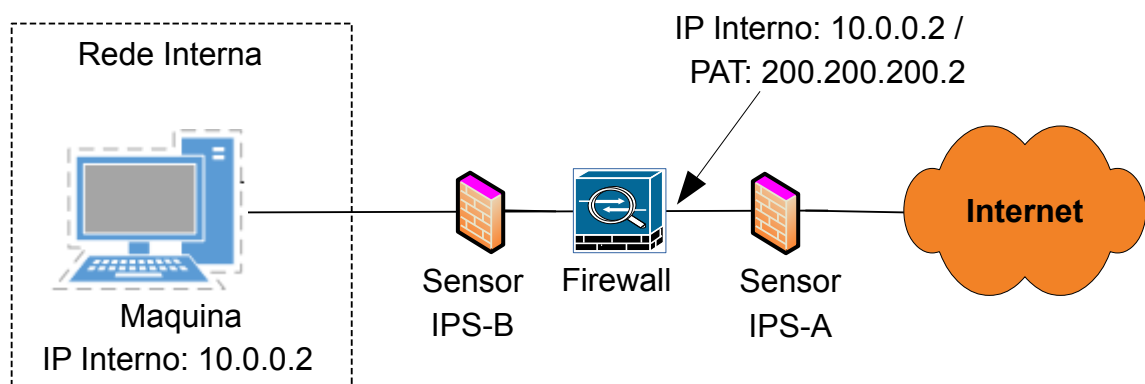 Rede Interna
IP Interno: 10.0.0.2 /
PAT: 200.200.200.2
Internet
Sensor
IPS-B
Firewall
Sensor
IPS-A
Maquina
IP Interno: 10.0.0.2